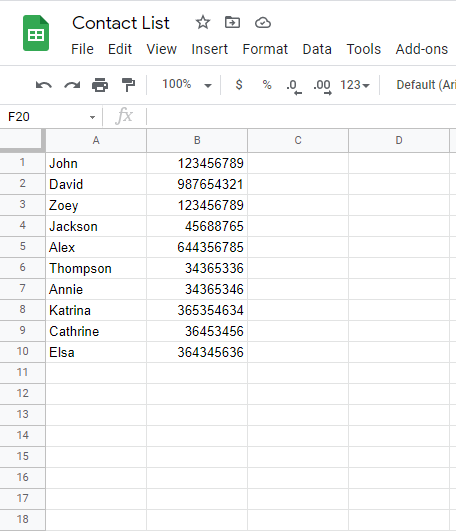 Contact List
File Edit View Insert Format Data Tools Add-ons
100% $ % .0 .00 123 Default (Ari
F20 fx
A B C D
1 John 123456789
2 David 987654321
3 Zoey 123456789
4 Jackson 45688765
5 Alex 644356785
6 Thompson 34365336
7 Annie 34365346
8 Katrina 365354634
9 Cathrine 36453456
10 Elsa 364345636
11
12
13
14
15
16
17
18